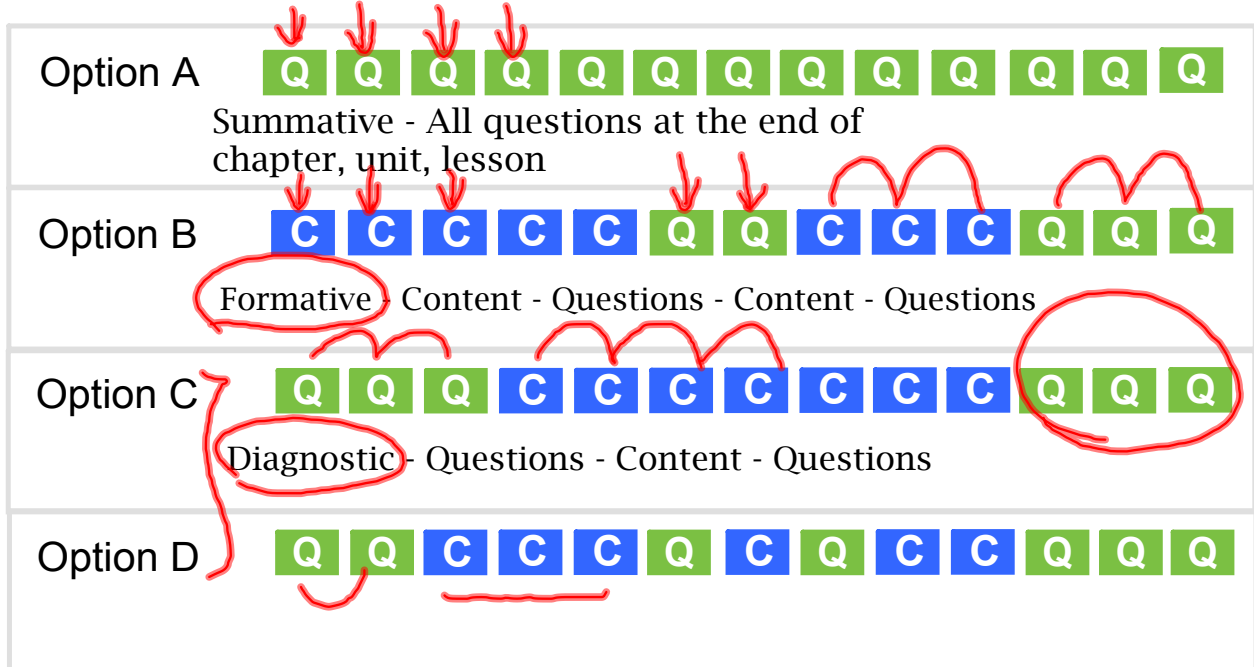 Option A Q Q Q Q Q Q Q Q Q Q Q Q Q
Summative - All questions at the end of
chapter, unit, lesson
Option B C C C C C Q Q C C C Q Q Q
Formative - Content - Questions - Content - Questions
Option C Q Q Q C C C C C C C Q Q Q
Diagnostic - Questions - Content - Questions
Option D Q Q C C C Q C Q C C Q Q Q